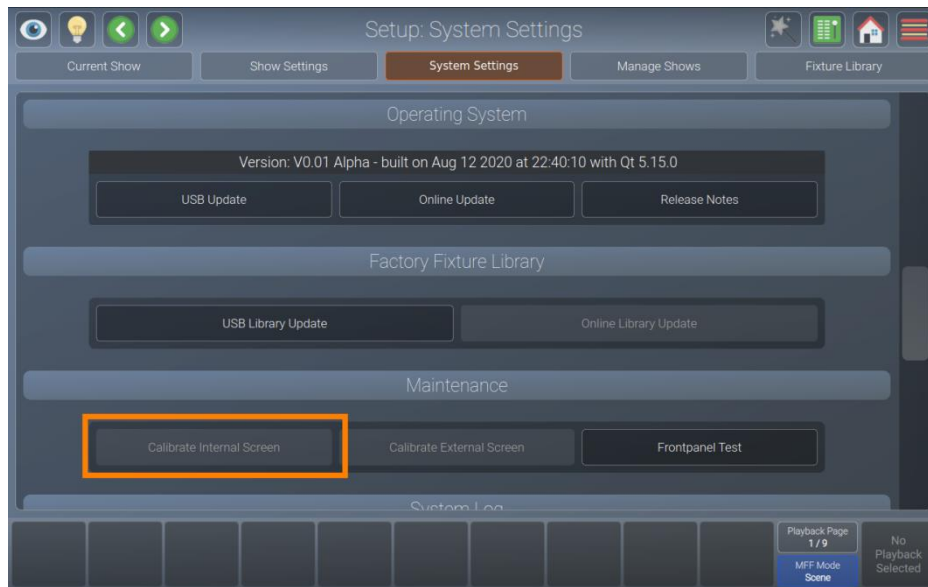 Setup: System Settings
Current Show
Show Settings
System Settings
Manage Shows
Fixture Library
Operating System
Version: V0.01 Alpha - built on Aug 12 2020 at 22:40:10 with Qt 5.15.0
USB Update
Online Update
Release Notes
Factory Fixture Library
USB Library Update
Online Library Update
Maintenance
Calibrate Internal Screen
Calibrate External Screen
Frontpanel Test
System Log
Playback Page
1 / 9
MFF Mode
Scene
No
Playback
Selected